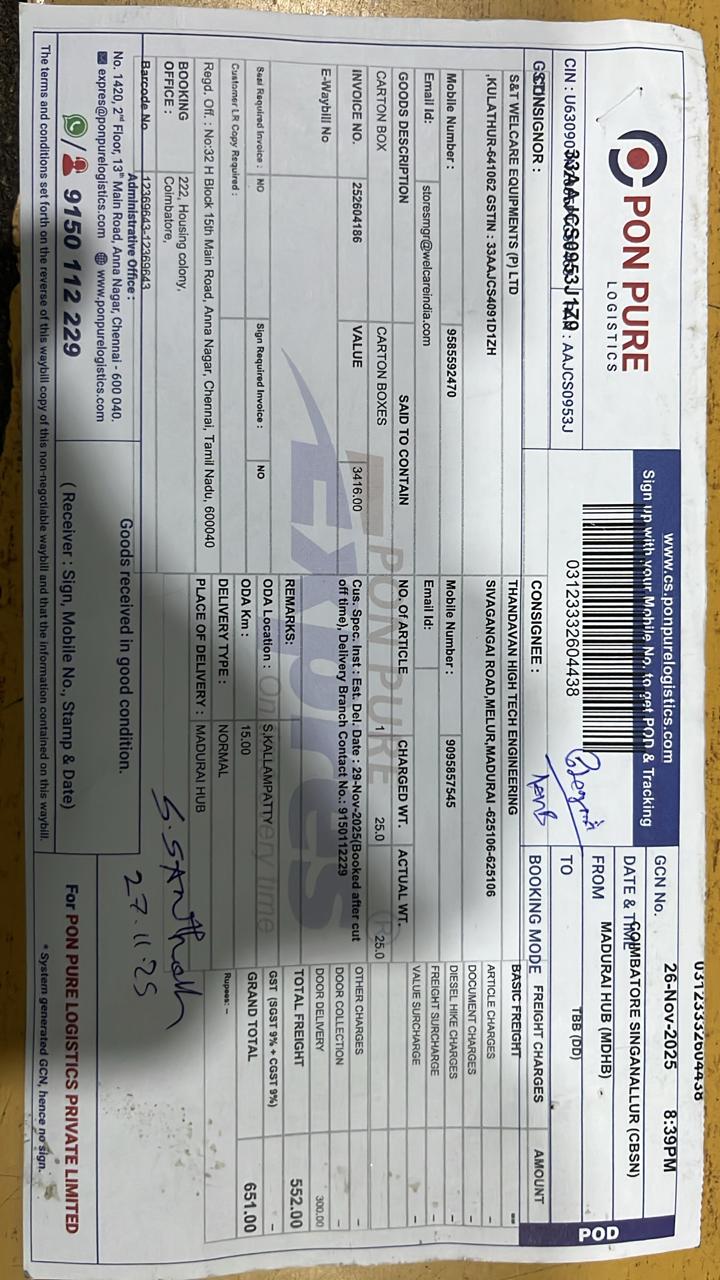 PON PURE
LOGISTICS
www.cs.ponpurelogistics.com
Sign up with your Mobile No. to get POD & Tracking
031233332604438
031233332604438
GCN No.
DATE & TIME
26-Nov-2025 8:39PM
FROM
COIMBATORE SINGANALLUR (CBSN)
MADURAI HUB (MDHB)
TO
TBB (DD)
BOOKING MODE
POD
33AAJCS0953J1Z9
: AAJCS0953J
CONSIGNOR :
S&T WELCARE EQUIPMENTS (P) LTD
,KULATHUR-641062 GSTIN : 33AAJCS4091D1ZH
Mobile Number : 9585592470
Email Id: storesmgr@welcareindia.com
CONSIGNEE :
THANDAVAN HIGH TECH ENGINEERING
SIVAGANGAI ROAD,MELUR,MADURAI -625106-625106
Mobile Number : 9095857545
Email Id:
GOODS DESCRIPTION SAID TO CONTAIN NO. Of ARTICLE CHARGED WT. ACTUAL WT.
CARTON BOX CARTON BOXES 1 25.0 25.0
INVOICE NO. 252604186 VALUE 3416.00
Cus. Spec. Inst : Est. Del. Date : 29-Nov-2025(Booked after cut
off time), Delivery Branch Contact No.: 9150112229
E-Waybill No
REMARKS:
Seal Required Invoice : NO Sign Required Invoice : NO
Customer LR Copy Required :
ODA Location : S.KALLAMPATTY
ODA Km : 15.00
DELIVERY TYPE : NORMAL
PLACE OF DELIVERY : MADURAI HUB
Regd. Off. : No:32 H Block 15th Main Road, Anna Nagar, Chennai, Tamil Nadu, 600040
BOOKING
OFFICE :
222, Housing colony,
Coimbatore,
Barcode No 12369643-12369643
FREIGHT CHARGES AMOUNT
BASIC FREIGHT --
ARTICLE CHARGES --
DOCUMENT CHARGES
DIESEL HIKE CHARGES --
FREIGHT SURCHARGE --
VALUE SURCHARGE --
OTHER CHARGES --
DOOR COLLECTION --
DOOR DELIVERY 300.00
TOTAL FREIGHT 552.00
GST (SGST 9% + CGST 9%) --
GRAND TOTAL 651.00
Rupees: --
PON PURE
EXPRES
Administrative Office :
No. 1420, 2nd Floor, 13th Main Road, Anna Nagar, Chennai - 600 040.
expres@ponpurelogistics.com www.ponpurelogistics.com
9150 112 229
Goods received in good condition.
27.11.25
( Receiver : Sign, Mobile No., Stamp & Date)
For PON PURE LOGISTICS PRIVATE LIMITED
* System generated GCN, hence no sign.
The terms and conditions set forth on the reverse of this waybill copy of this non-negotiable waybill and that the information contained on this waybill.